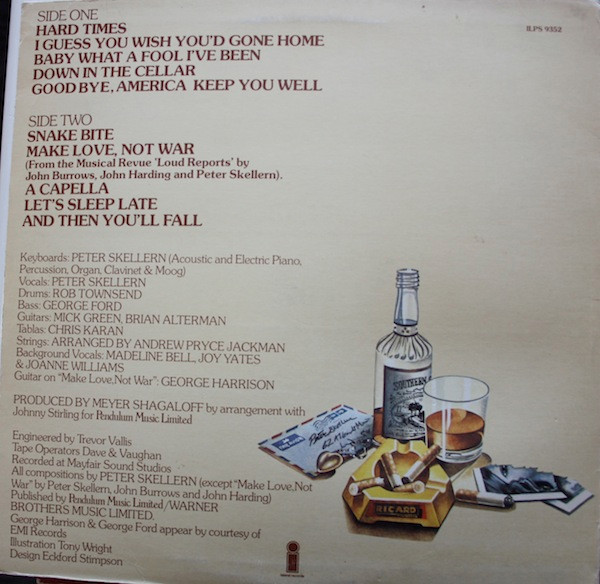 SIDE ONE
ILPS 9352
HARD TIMES
I GUESS YOU WISH YOU'D GONE HOME
BABY WHAT A FOOL I'VE BEEN
DOWN IN THE CELLAR
GOOD BYE, AMERICA KEEP YOU WELL
SIDE TWO
SNAKE BITE
MAKE LOVE, NOT WAR
(From the Musical Revue 'Loud Reports' by
John Burrows, John Harding and Peter Skellern).
A CAPELLA
LET'S SLEEP LATE
AND THEN YOU'LL FALL
Keyboards: PETER SKELLERN (Acoustic and Electric Piano,
Percussion, Organ, Clavinet & Moog)
Vocals: PETER SKELLERN
Drums: ROB TOWNSEND
Bass: GEORGE FORD
Guitars: MICK GREEN, BRIAN ALTERMAN
Tablas: CHRIS KARAN
Strings: ARRANGED BY ANDREW PRYCE JACKMAN
Background Vocals: MADELINE BELL, JOY YATES
& JOANNE WILLIAMS
Guitar on "Make Love, Not War": GEORGE HARRISON
PRODUCED BY MEYER SHAGALOFF by arrangement with
Johnny Stirling for Pendulum Music Limited
Engineered by Trevor Vallis
Tape Operators Dave & Vaughan
Recorded at Mayfair Sound Studios
All compositions by PETER SKELLERN (except "Make Love, Not
War" by Peter Skellern, John Burrows and John Harding)
Published by Pendulum Music Limited/WARNER
BROTHERS MUSIC LIMITED.
George Harrison & George Ford appear by courtesy of
EMI Records
Illustration Tony Wright
Design Eckford Stimpson
SOUTHERN
RICARD
island records